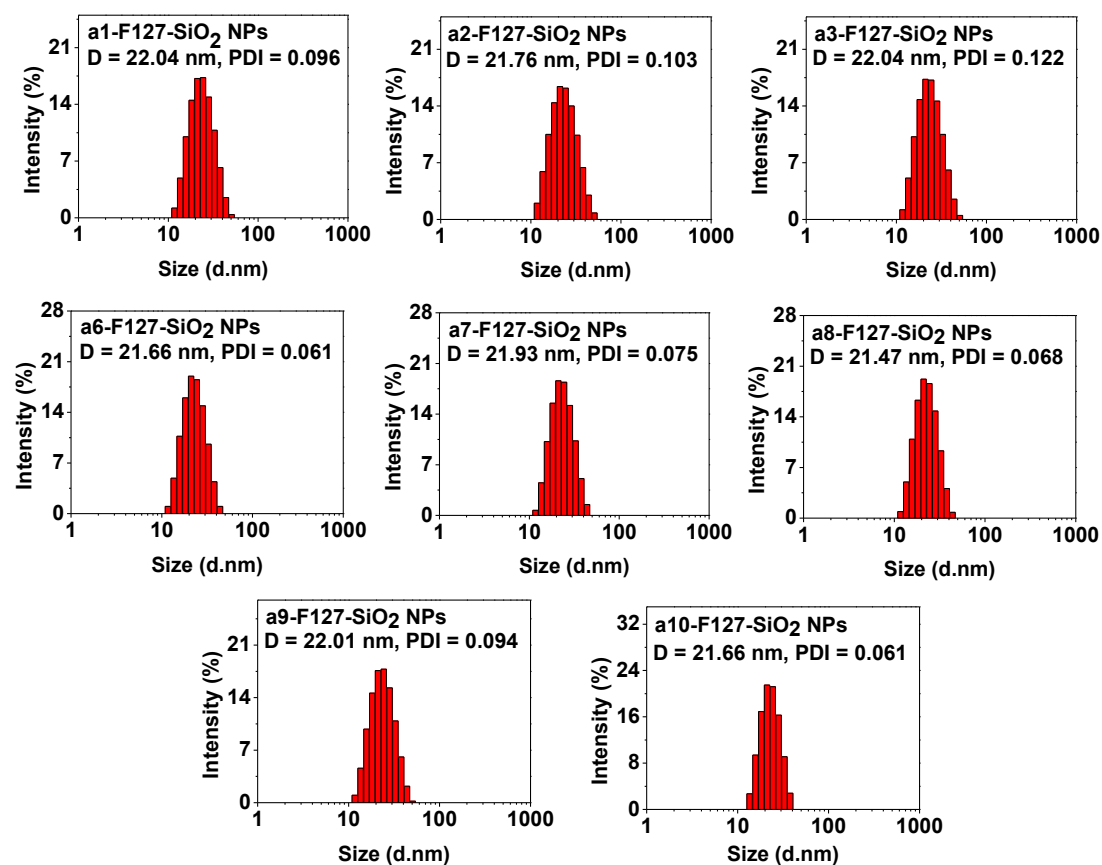 a1-F127-SiO2 NPs
D = 22.04 nm, PDI = 0.096
Intensity (%)
21
14
7
0
1 10 100 1000
Size (d.nm)
a2-F127-SiO2 NPs
D = 21.76 nm, PDI = 0.103
Intensity (%)
21
14
7
0
1 10 100 1000
Size (d.nm)
a3-F127-SiO2 NPs
D = 22.04 nm, PDI = 0.122
Intensity (%)
21
14
7
0
1 10 100 1000
Size (d.nm)
a6-F127-SiO2 NPs
D = 21.66 nm, PDI = 0.061
Intensity (%)
28
21
14
7
0
1 10 100 1000
Size (d.nm)
a7-F127-SiO2 NPs
D = 21.93 nm, PDI = 0.075
Intensity (%)
28
21
14
7
0
1 10 100 1000
Size (d.nm)
a8-F127-SiO2 NPs
D = 21.47 nm, PDI = 0.068
Intensity (%)
28
21
14
7
0
1 10 100 1000
Size (d.nm)
a9-F127-SiO2 NPs
D = 22.01 nm, PDI = 0.094
Intensity (%)
21
14
7
0
1 10 100 1000
Size (d.nm)
a10-F127-SiO2 NPs
D = 21.66 nm, PDI = 0.061
Intensity (%)
32
24
16
8
0
1 10 100 1000
Size (d.nm)